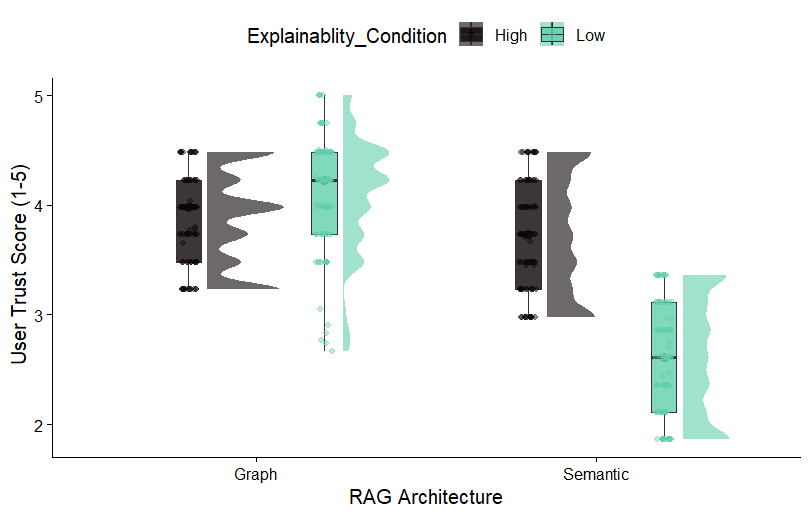 Explainablity_Condition High Low
User Trust Score (1-5)
5
4
3
2
Graph Semantic
RAG Architecture